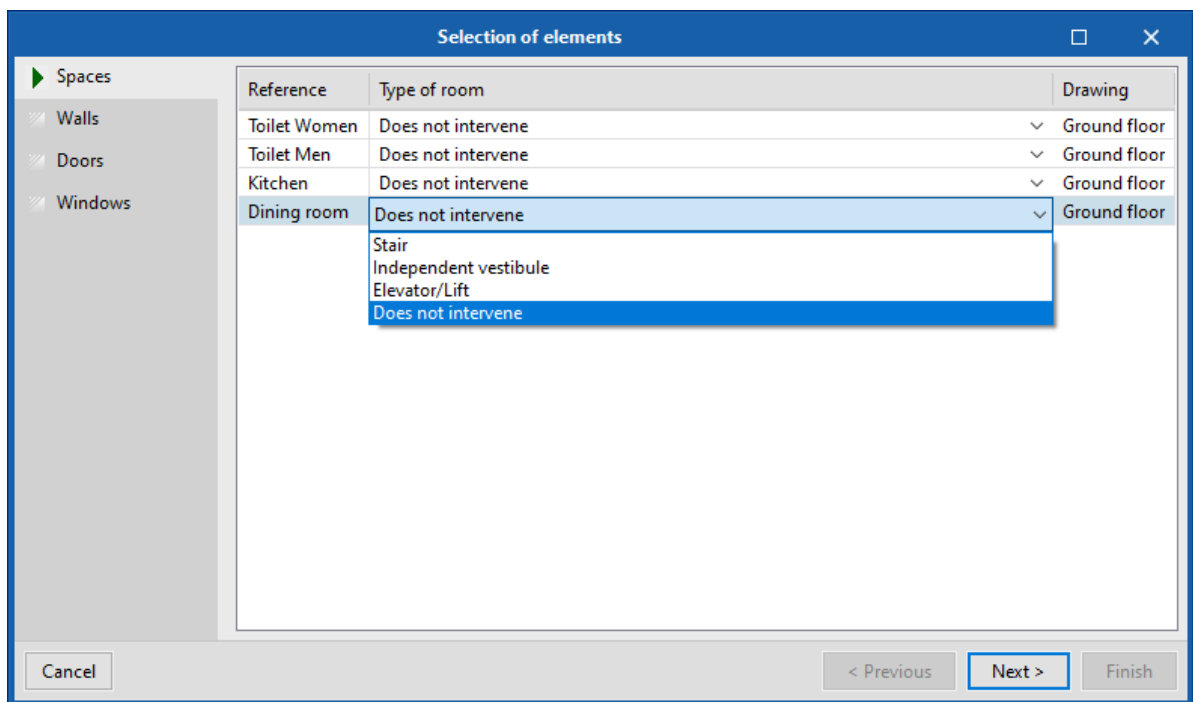 Selection of elements
Spaces
Walls
Doors
Windows
Reference Type of room Drawing
Toilet Women Does not intervene Ground floor
Toilet Men Does not intervene Ground floor
Kitchen Does not intervene Ground floor
Dining room Does not intervene Ground floor
Stair
Independent vestibule
Elevator/Lift
Does not intervene
Cancel < Previous Next > Finish